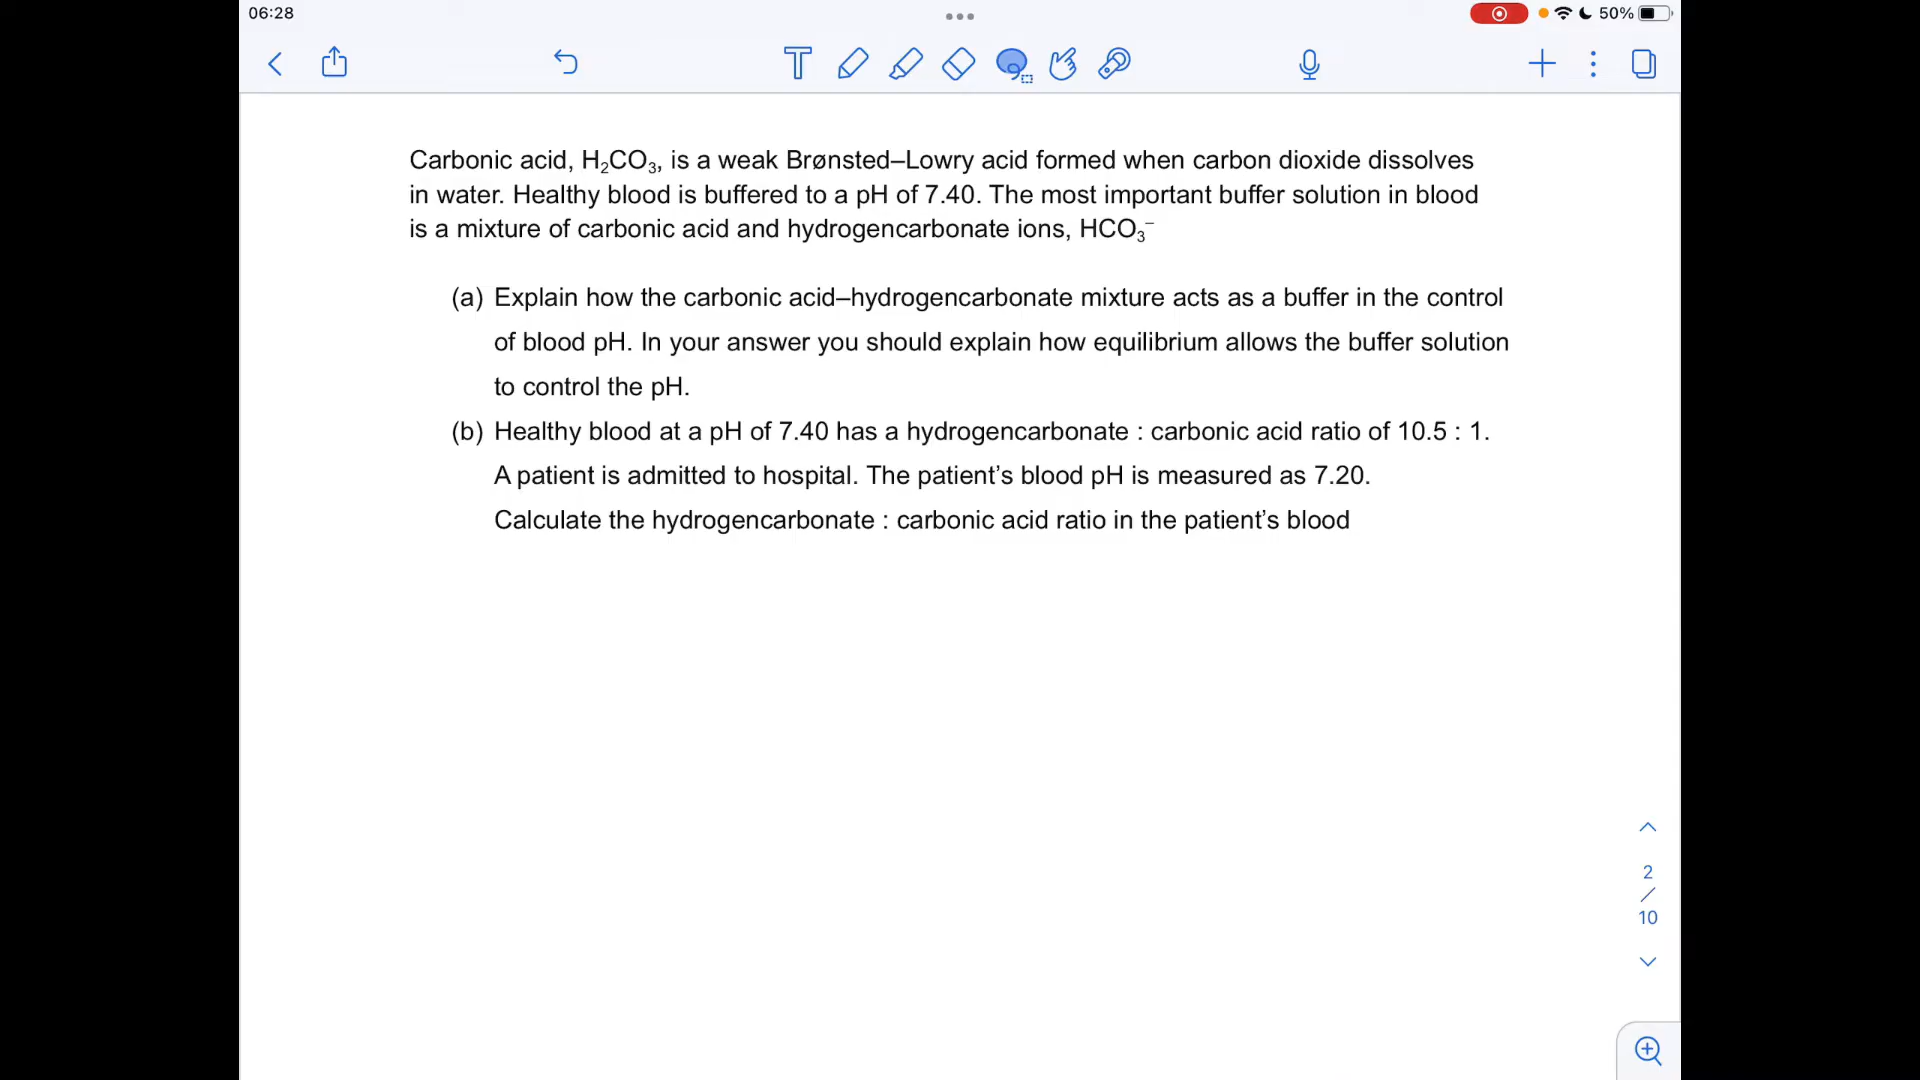 06:28
50%
Carbonic acid, H₂CO₃, is a weak Brønsted–Lowry acid formed when carbon dioxide dissolves
in water. Healthy blood is buffered to a pH of 7.40. The most important buffer solution in blood
is a mixture of carbonic acid and hydrogencarbonate ions, HCO₃⁻
(a) Explain how the carbonic acid–hydrogencarbonate mixture acts as a buffer in the control
of blood pH. In your answer you should explain how equilibrium allows the buffer solution
to control the pH.
(b) Healthy blood at a pH of 7.40 has a hydrogencarbonate : carbonic acid ratio of 10.5 : 1.
A patient is admitted to hospital. The patient’s blood pH is measured as 7.20.
Calculate the hydrogencarbonate : carbonic acid ratio in the patient’s blood
2
/
10